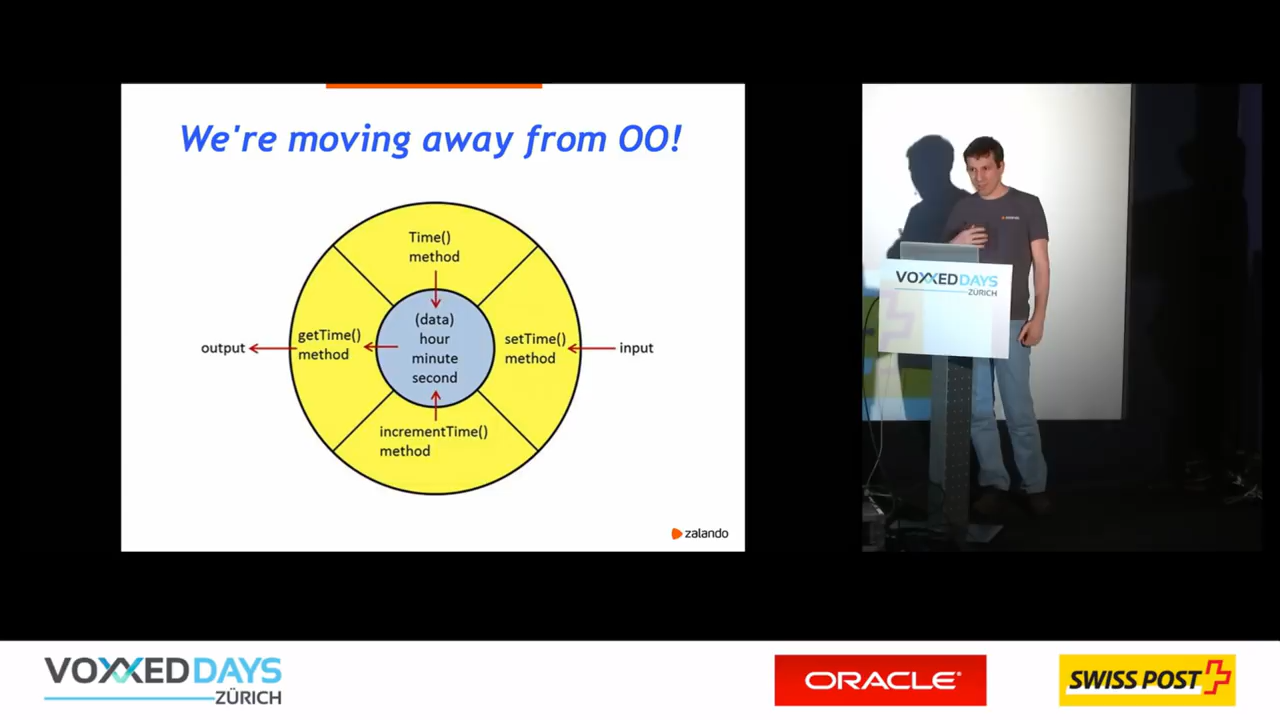 We're moving away from OO!
Time()
method
(data)
hour
minute
second
getTime()
method
setTime()
method
output
input
incrementTime()
method
zalando
VOXXED DAYS
ZÜRICH
VOXXED DAYS
ZÜRICH
ORACLE
SWISS POST